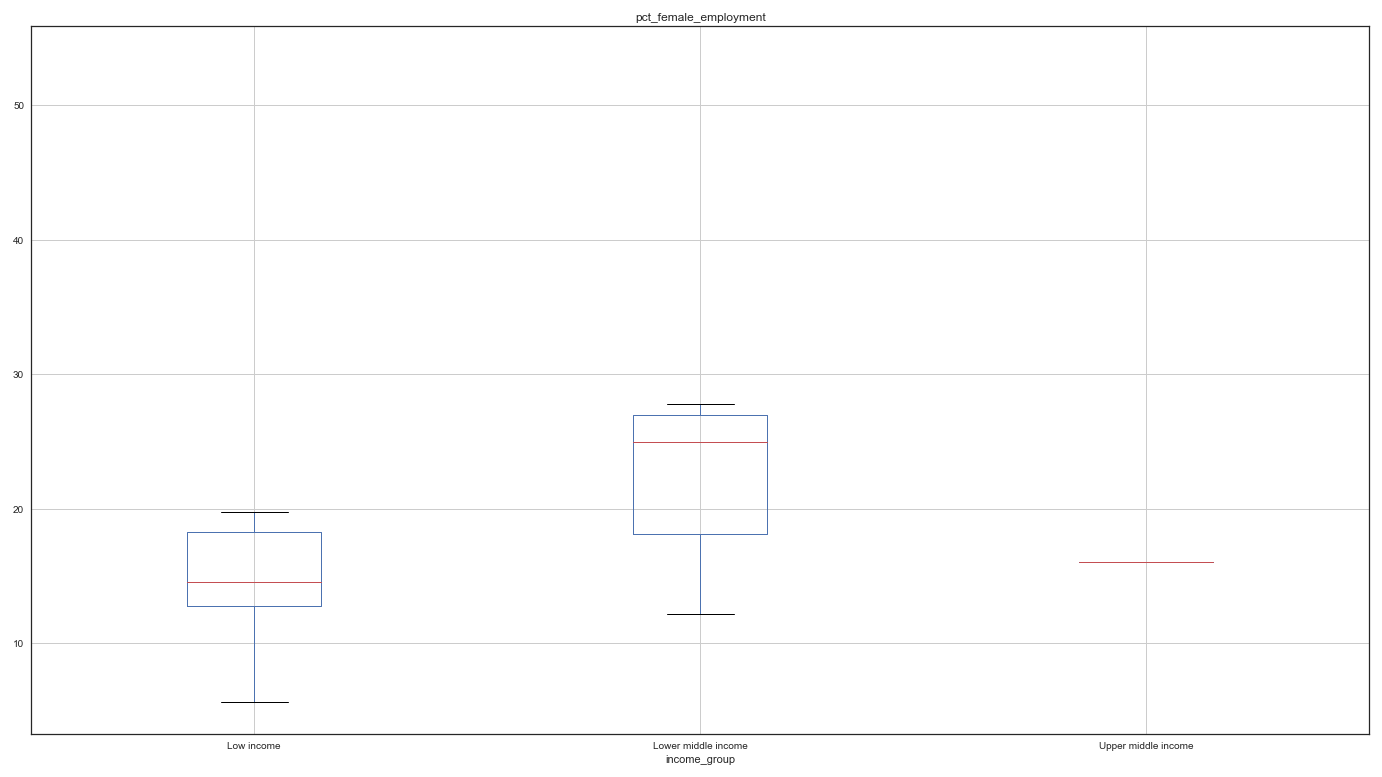 pct_female_employment
50
40
30
20
10
Low income
Lower middle income
Upper middle income
income_group